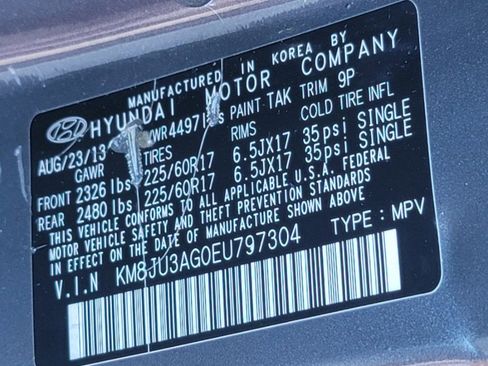 MANUFACTURED IN KOREA BY
HYUNDAI MOTOR COMPANY
AUG/23/13 GVWR4497lbs PAINT TAK TRIM 9P
GAWR TIRES RIMS COLD TIRE INFL
FRONT 2326 lbs 225/60R17 6.5JX17 35psi SINGLE
REAR 2480 lbs 225/60R17 6.5JX17 35psi SINGLE
THIS VEHICLE CONFORMS TO ALL APPLICABLE U.S.A. FEDERAL
MOTOR VEHICLE SAFETY AND THEFT PREVENTION STANDARDS IN
EFFECT ON THE DATE OF MANUFACTURE SHOWN ABOVE
V.I.N KM8JU3AG0EU797304 TYPE : MPV